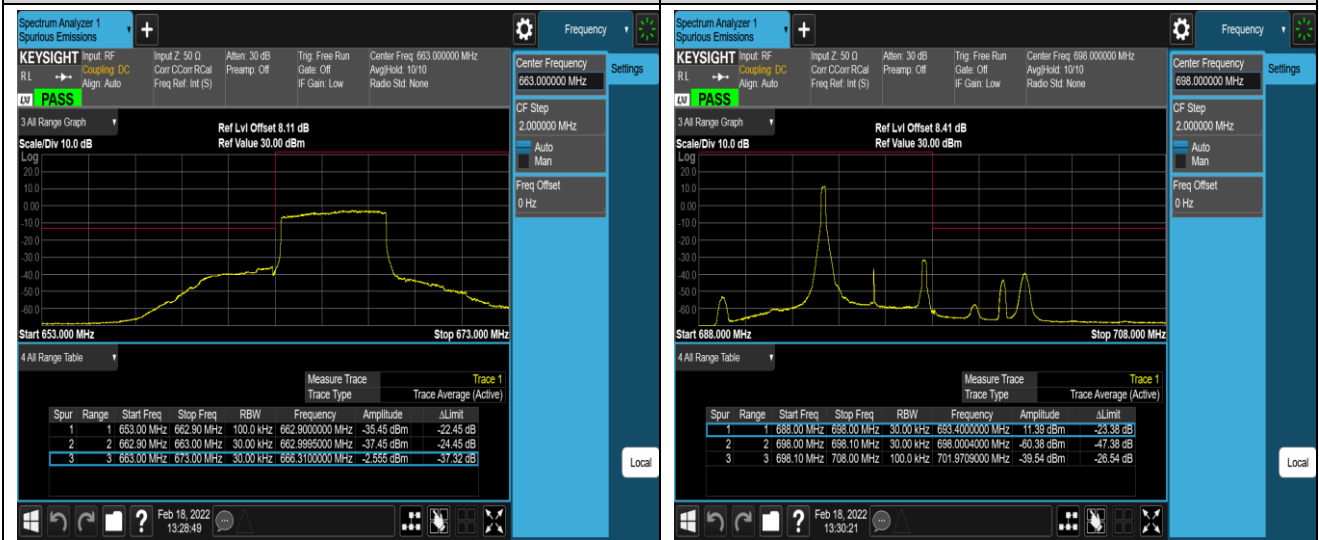 Spectrum Analyzer 1
Spurious Emissions
+
Frequency
KEYSIGHT Input: RF
Coupling: DC
Align: Auto
Input Z: 50 Ω
Corr CCorr RCal
Freq Ref: Int (S)
Atten: 30 dB
Preamp: Off
Trig: Free Run
Gate: Off
IF Gain: Low
Center Freq: 663.000000 MHz
Avg|Hold: 10/10
Radio Std: None
RL
LXI PASS
Center Frequency
663.000000 MHz
Settings
CF Step
2.000000 MHz
Auto
Man
Freq Offset
0 Hz
3 All Range Graph
Ref Lvl Offset 8.11 dB
Scale/Div 10.0 dB Ref Value 30.00 dBm
Log
20.0
10.0
0.00
-10.0
-20.0
-30.0
-40.0
-50.0
-60.0
Start 653.000 MHz Stop 673.000 MHz
4 All Range Table
Measure Trace Trace 1
Trace Type Trace Average (Active)
Spur Range Start Freq Stop Freq RBW Frequency Amplitude ΔLimit
1 1 653.00 MHz 662.90 MHz 100.0 kHz 662.9000000 MHz -35.45 dBm -22.45 dB
2 2 662.90 MHz 663.00 MHz 30.00 kHz 662.9995000 MHz -37.45 dBm -24.45 dB
3 3 663.00 MHz 673.00 MHz 30.00 kHz 666.3100000 MHz -2.555 dBm -37.32 dB
Local
?
Feb 18, 2022
13:28:49
Spectrum Analyzer 1
Spurious Emissions
+
Frequency
KEYSIGHT Input: RF
Coupling: DC
Align: Auto
Input Z: 50 Ω
Corr CCorr RCal
Freq Ref: Int (S)
Atten: 30 dB
Preamp: Off
Trig: Free Run
Gate: Off
IF Gain: Low
Center Freq: 698.000000 MHz
Avg|Hold: 10/10
Radio Std: None
RL
LXI PASS
Center Frequency
698.000000 MHz
Settings
CF Step
2.000000 MHz
Auto
Man
Freq Offset
0 Hz
3 All Range Graph
Ref Lvl Offset 8.41 dB
Scale/Div 10.0 dB Ref Value 30.00 dBm
Log
20.0
10.0
0.00
-10.0
-20.0
-30.0
-40.0
-50.0
-60.0
Start 688.000 MHz Stop 708.000 MHz
4 All Range Table
Measure Trace Trace 1
Trace Type Trace Average (Active)
Spur Range Start Freq Stop Freq RBW Frequency Amplitude ΔLimit
1 1 688.00 MHz 698.00 MHz 30.00 kHz 693.4000000 MHz 11.39 dBm -23.38 dB
2 2 698.00 MHz 698.10 MHz 30.00 kHz 698.0004000 MHz -60.38 dBm -47.38 dB
3 3 698.10 MHz 708.00 MHz 100.0 kHz 701.9709000 MHz -39.54 dBm -26.54 dB
Local
?
Feb 18, 2022
13:30:21